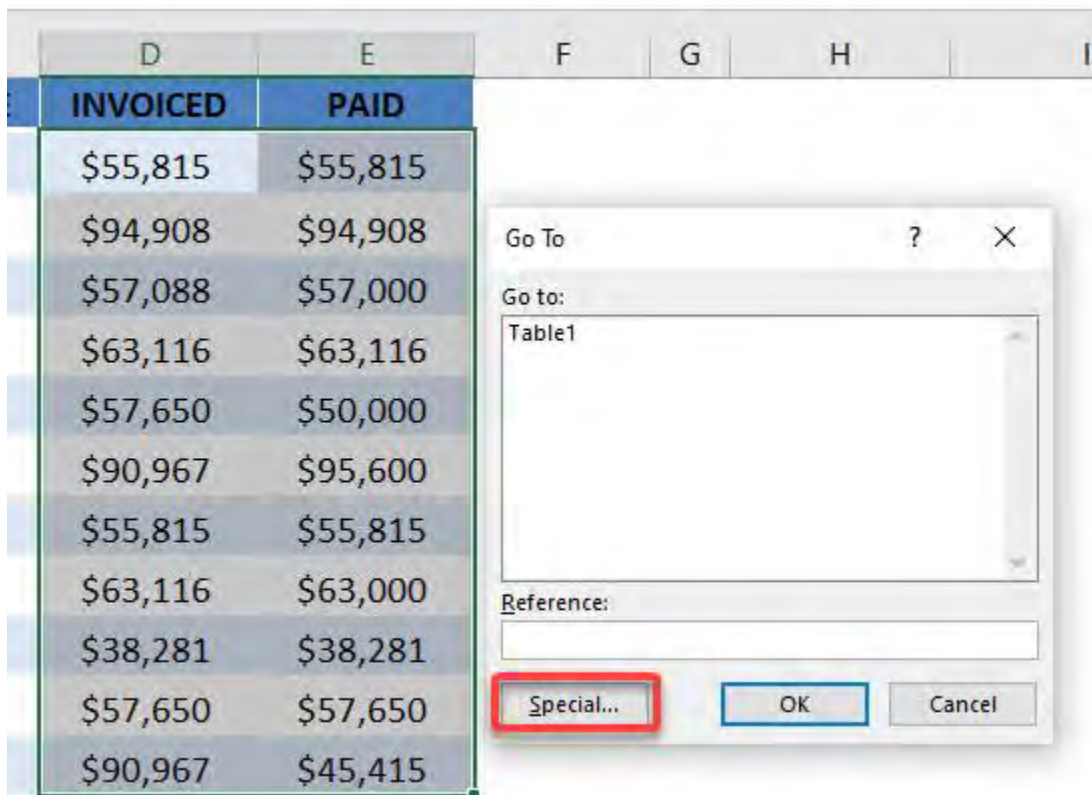 D E F G H I
INVOICED PAID
$55,815 $55,815
$94,908 $94,908
$57,088 $57,000
$63,116 $63,116
$57,650 $50,000
$90,967 $95,600
$55,815 $55,815
$63,116 $63,000
$38,281 $38,281
$57,650 $57,650
$90,967 $45,415
Go To ? ×
Go to:
Table1
Reference:
Special... OK Cancel